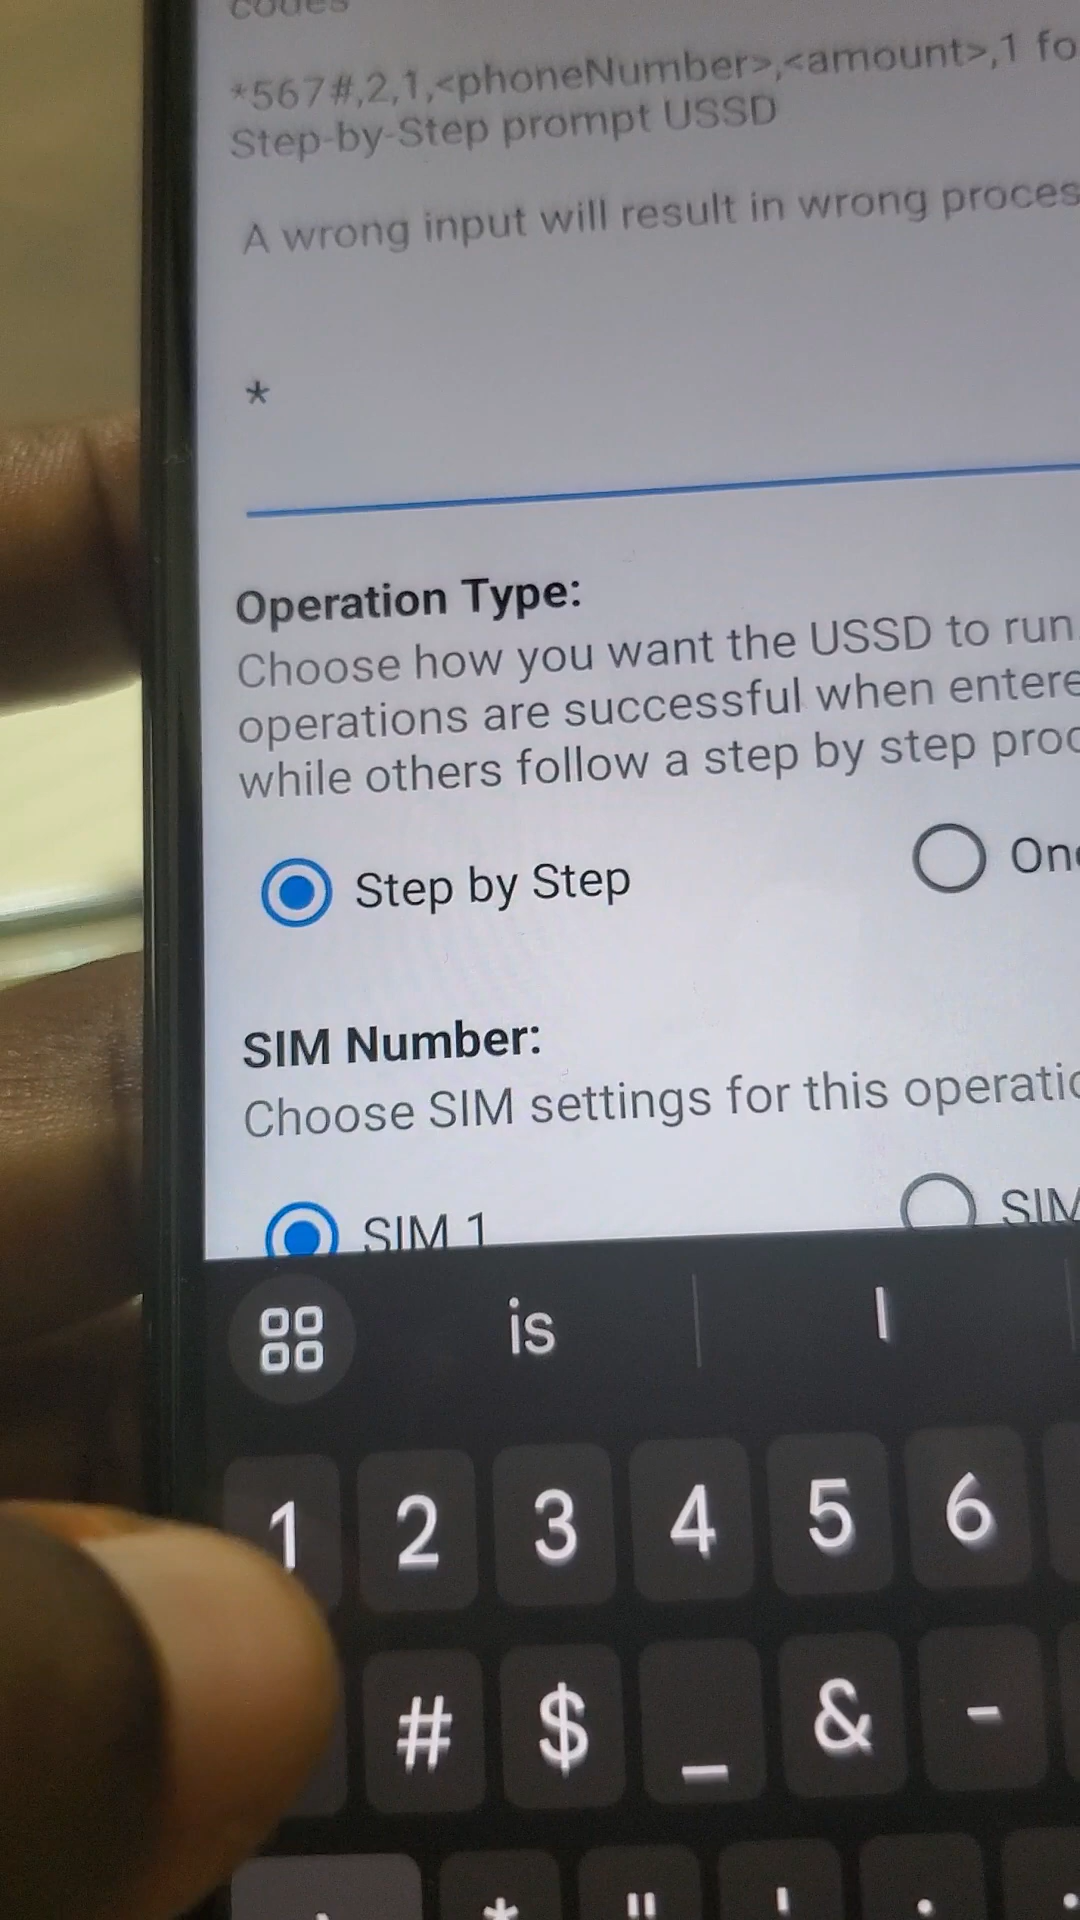 codes
*567#,2,1,<phoneNumber>,<amount>,1 fo
Step-by-Step prompt USSD
A wrong input will result in wrong proces
*
Operation Type:
Choose how you want the USSD to run.
operations are successful when entere
while others follow a step by step proc
Step by Step
On
SIM Number:
Choose SIM settings for this operatio
SIM 1
SIM
is
I
1 2 3 4 5 6
# $ _ & -
* " '